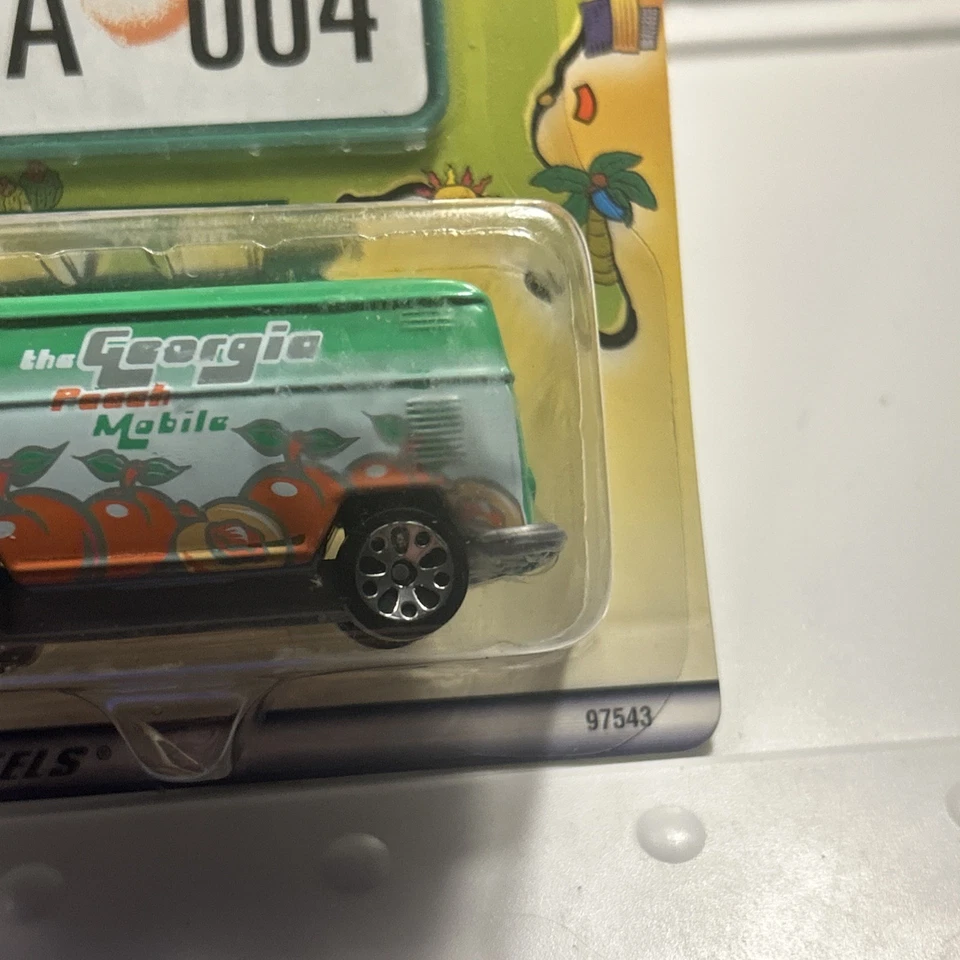 A 004
the Georgia
Peach
Mobile
97543
ELS®